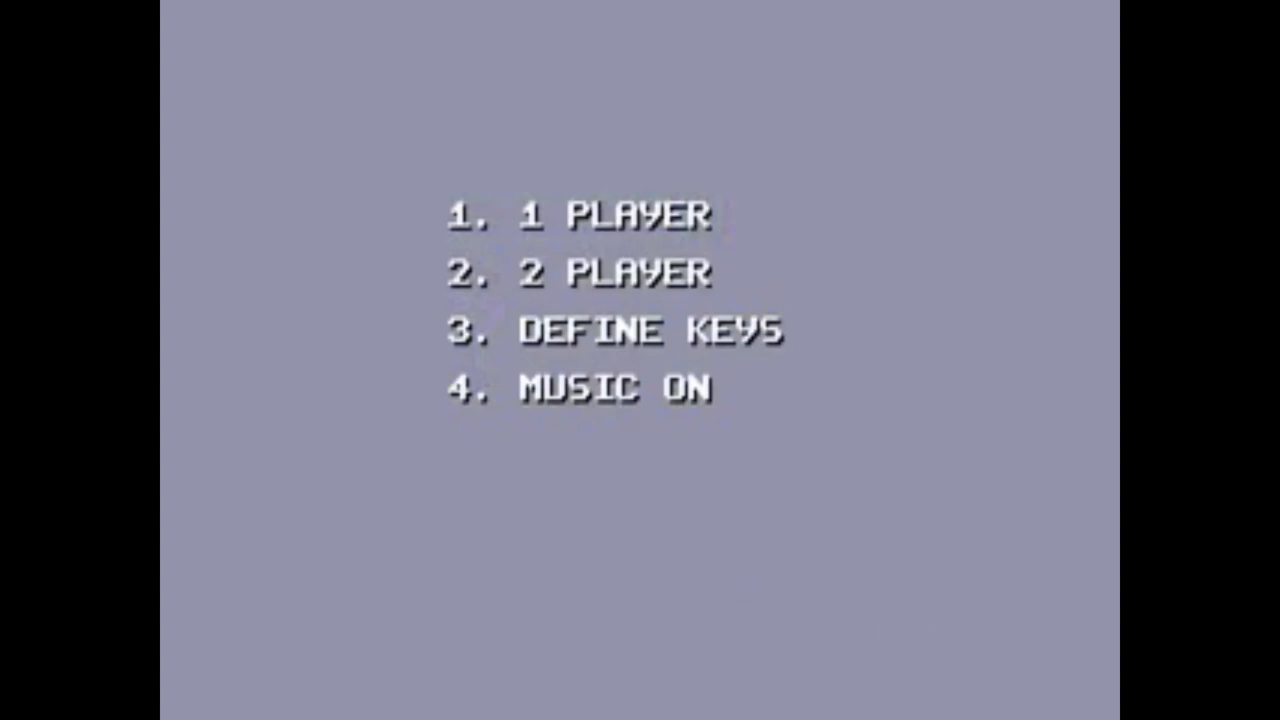 1. 1 PLAYER
2. 2 PLAYER
3. DEFINE KEYS
4. MUSIC ON